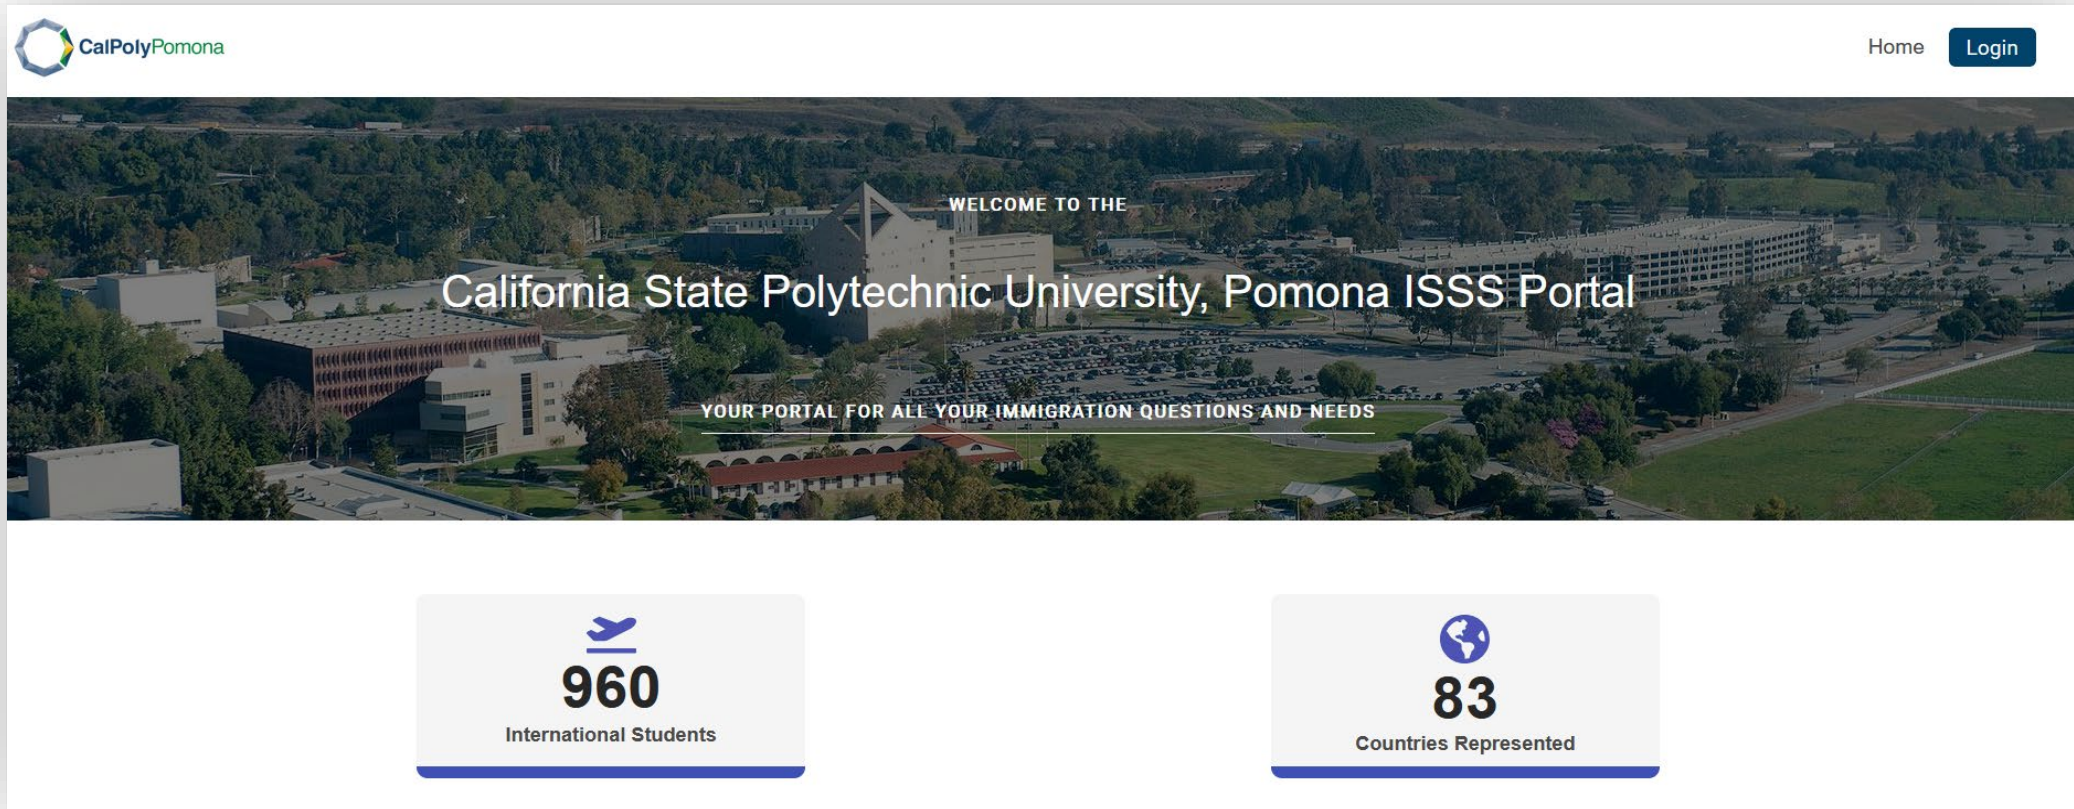 CalPolyPomona
Home
Login
WELCOME TO THE
California State Polytechnic University, Pomona ISSS Portal
YOUR PORTAL FOR ALL YOUR IMMIGRATION QUESTIONS AND NEEDS
960
International Students
83
Countries Represented